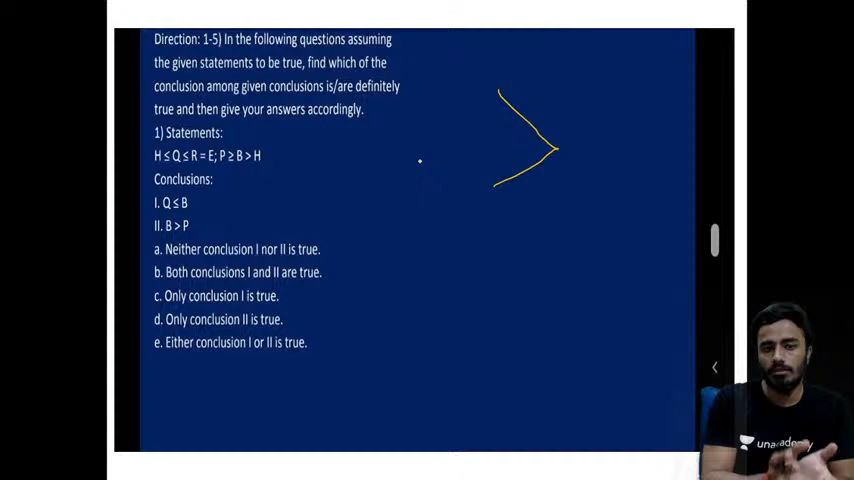 Direction: 1-5) In the following questions assuming
the given statements to be true, find which of the
conclusion among given conclusions is/are definitely
true and then give your answers accordingly.
1) Statements:
H ≤ Q ≤ R = E; P ≥ B > H
Conclusions:
I. Q ≤ B
II. B > P
a. Neither conclusion I nor II is true.
b. Both conclusions I and II are true.
c. Only conclusion I is true.
d. Only conclusion II is true.
e. Either conclusion I or II is true.
unacademy